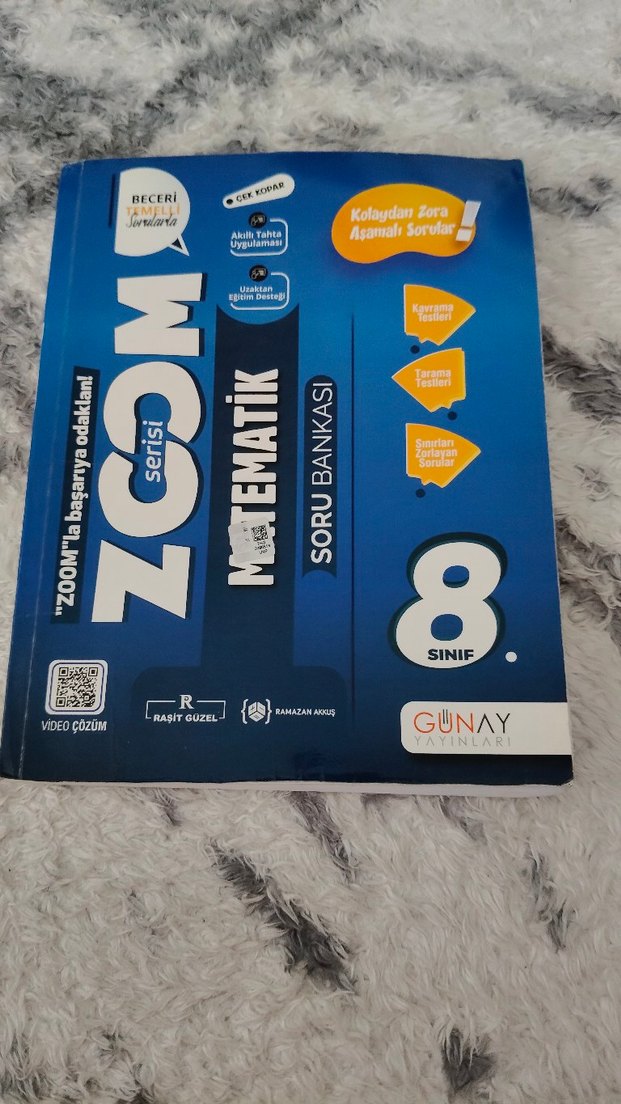 BECERİ
TEMELLİ
Sorularla
ÇEK KOPAR
Akıllı Tahta
Uygulaması
Uzaktan
Eğitim Desteği
Kolaydan Zora
Aşamalı Sorular !
Kavrama
Testleri
Tarama
Testleri
Sınırları
Zorlayan
Sorular
"ZOOM"la başarıya odaklan!
ZOOM
serisi
MATEMATİK
SORU BANKASI
8.
SINIF
VİDEO ÇÖZÜM
R
RAŞİT GÜZEL
RAMAZAN AKKUŞ
GÜNAY
YAYINLARI